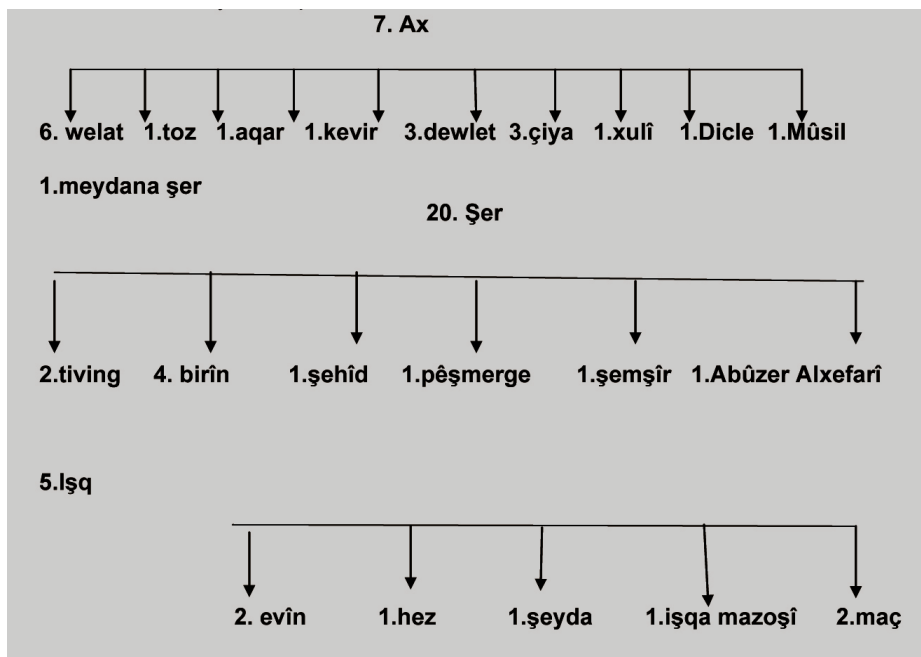 7. Ax
6. welat 1.toz 1.aqar 1.kevir 3.dewlet 3.çiya 1.xulî 1.Dicle 1.Mûsil
1.meydana şer
20. Şer
2.tiving 4. birîn 1.şehîd 1.pêşmerge 1.şemşîr 1.Abûzer Alxefarî
5.Işq
2. evîn 1.hez 1.şeyda 1.işqa mazoşî 2.maç